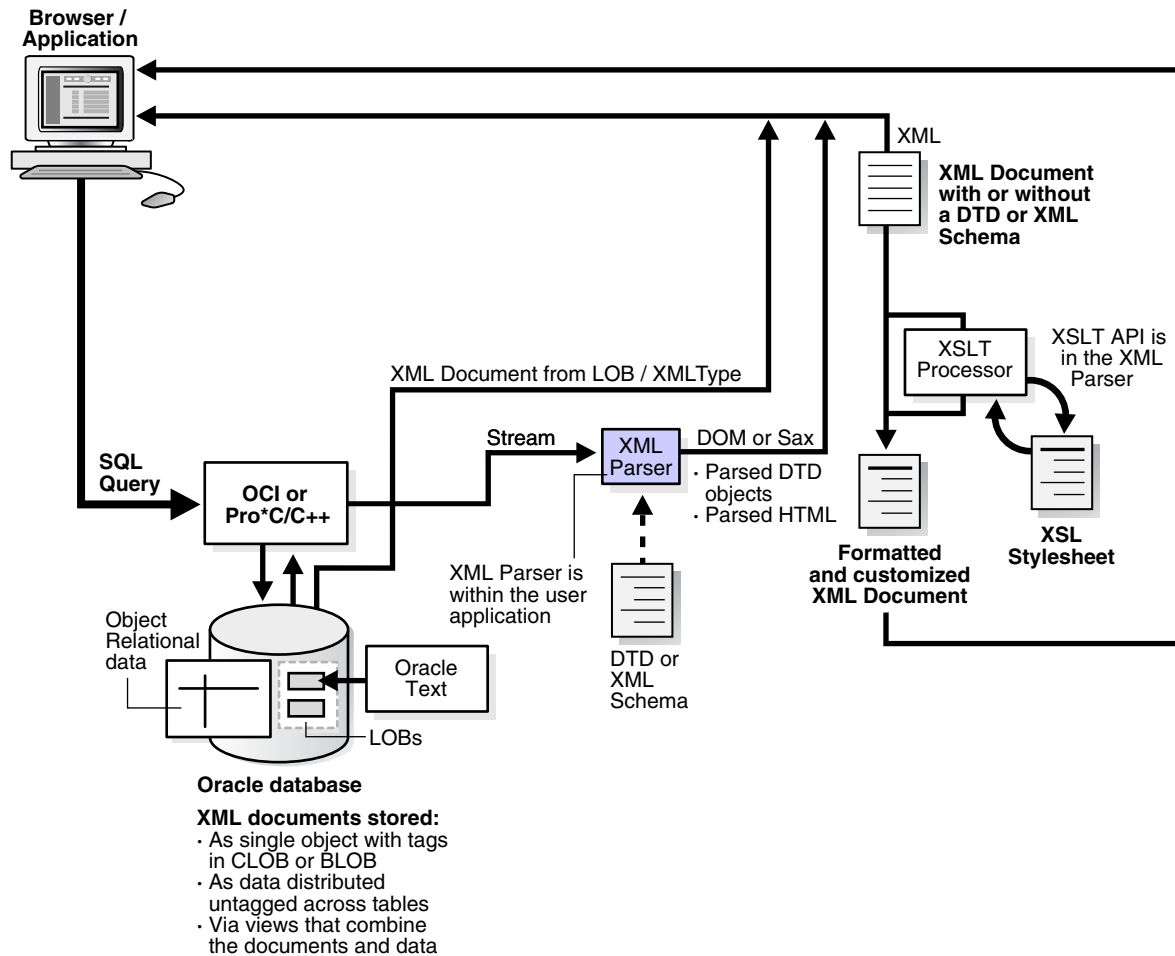 Browser /
Application
XML
XML Document
with or without
a DTD or XML
Schema
XSLT
Processor
XSLT API is
in the XML
Parser
XML Document from LOB / XMLType
Stream
XML
Parser
DOM or Sax
· Parsed DTD
objects
· Parsed HTML
SQL
Query
OCI or
Pro*C/C++
XSL
Stylesheet
Formatted
and customized
XML Document
XML Parser is
within the user
application
Object
Relational
data
Oracle
Text
DTD or
XML
Schema
LOBs
Oracle database
XML documents stored:
· As single object with tags
in CLOB or BLOB
· As data distributed
untagged across tables
· Via views that combine
the documents and data